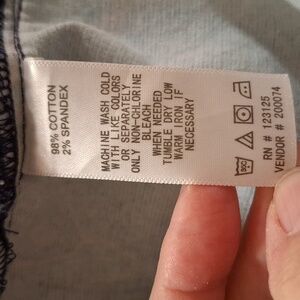 98% COTTON
2% SPANDEX
MACHINE WASH COLD
WITH LIKE COLORS
OR SEPARATELY
ONLY NON-CHLORINE
BLEACH
WHEN NEEDED
TUMBLE DRY LOW
WARM IRON IF
NECESSARY
RN # 123125
VENDOR # 200074